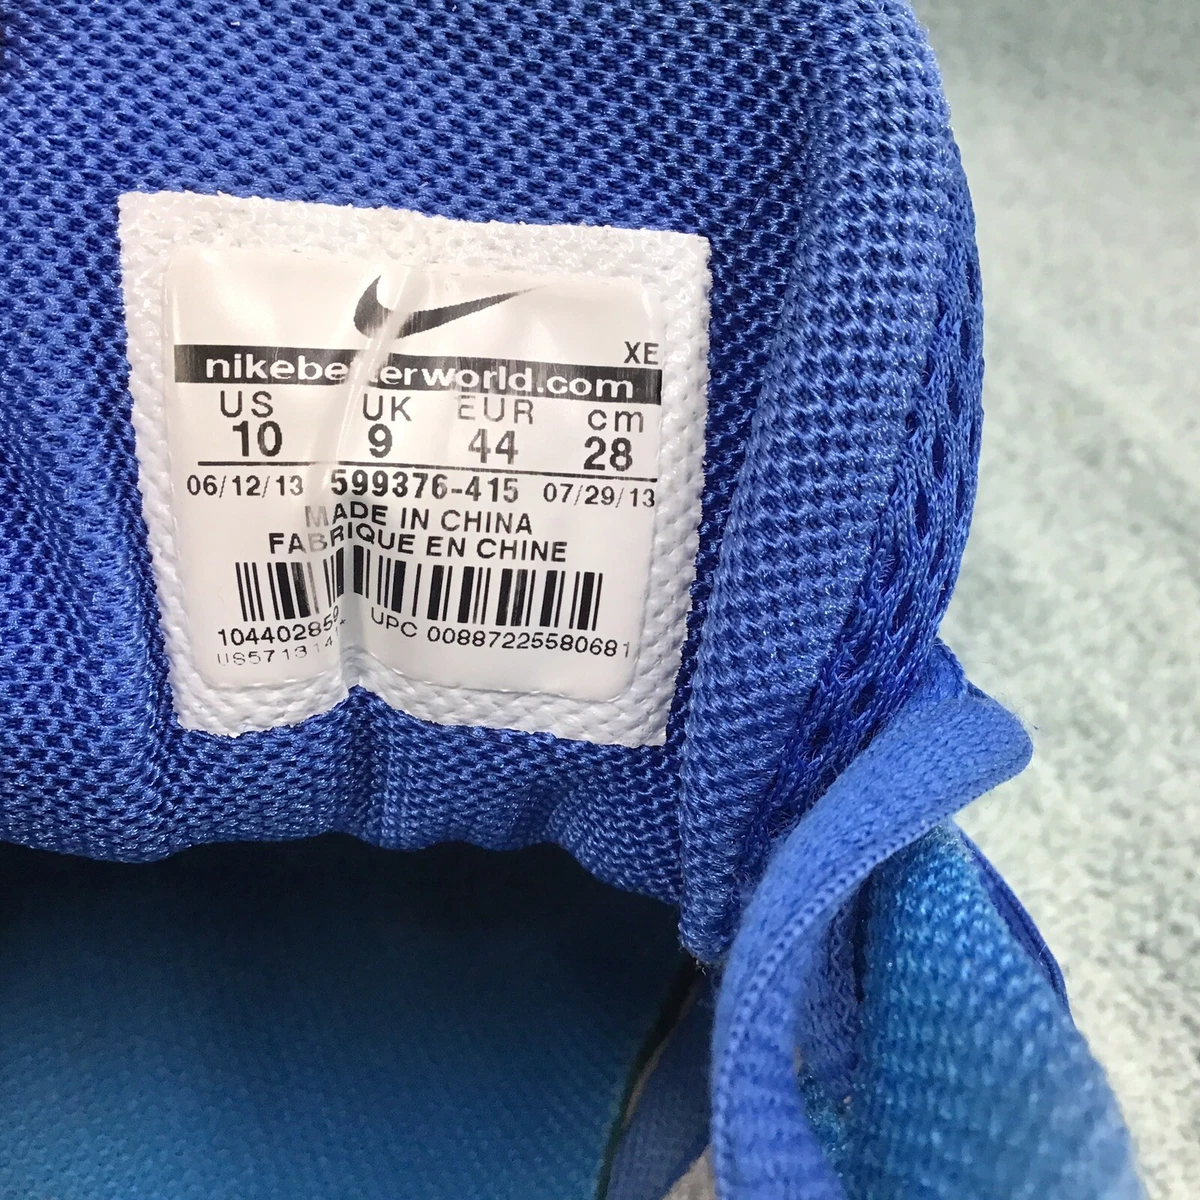 XE
nikebetterworld.com
US UK EUR cm
10 9 44 28
06/12/13 599376-415 07/29/13
MADE IN CHINA
FABRIQUE EN CHINE
UPC 00887225580681